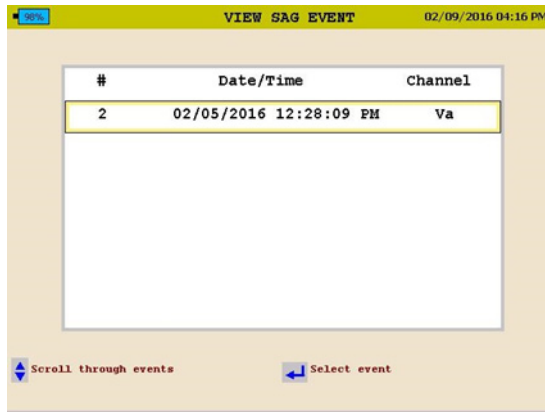 98% VIEW SAG EVENT 02/09/2016 04:16 PM
# Date/Time Channel
2 02/05/2016 12:28:09 PM Va
Scroll through events Select event